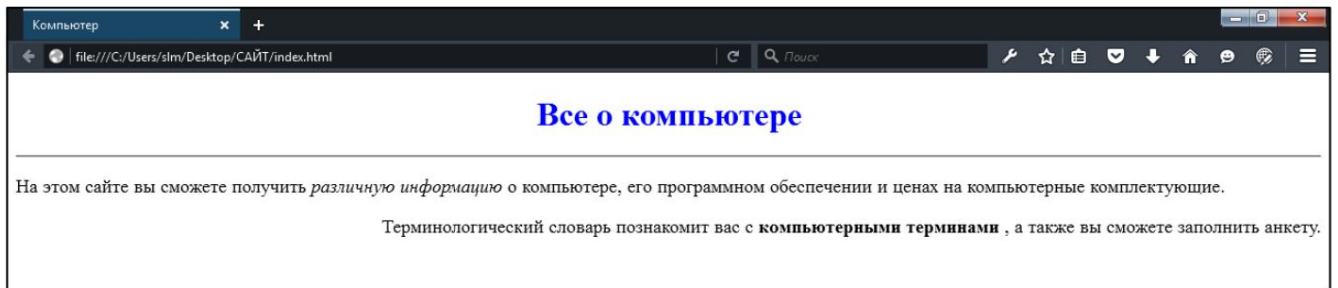 Компьютер
file:///C:/Users/slm/Desktop/САЙТ/index.html
Поиск
Все о компьютере
На этом сайте вы сможете получить различную информацию о компьютере, его программном обеспечении и ценах на компьютерные комплектующие.
Терминологический словарь познакомит вас с компьютерными терминами , а также вы сможете заполнить анкету.